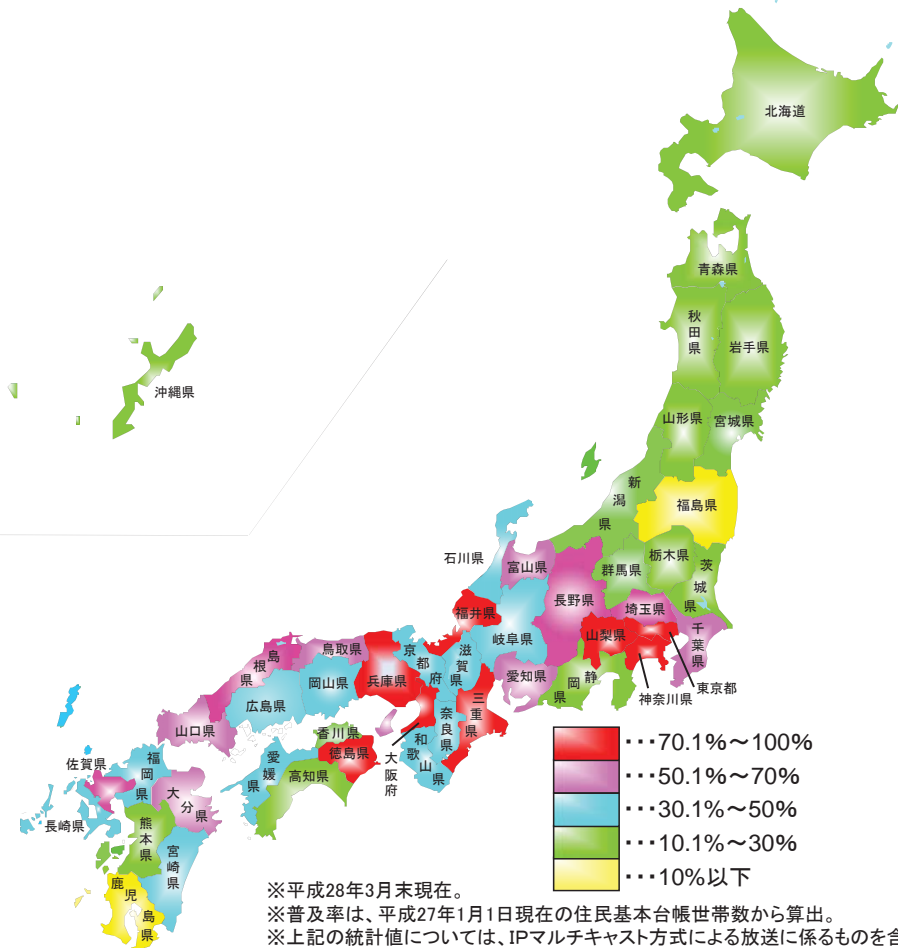 北海道
青森県
秋田県
岩手県
沖縄県
山形県
宮城県
新潟県
福島県
石川県
富山県
群馬県
栃木県
茨城県
長野県
埼玉県
福井県
岐阜県
山梨県
千葉県
島根県
鳥取県
京都府
滋賀県
兵庫県
岡山県
広島県
愛知県
静岡県
神奈川県
東京都
三重県
奈良県
和歌山県
大阪府
山口県
香川県
徳島県
愛媛県
高知県
佐賀県
福岡県
大分県
長崎県
熊本県
宮崎県
鹿児島県
･･･70.1%～100%
･･･50.1%～70%
･･･30.1%～50%
･･･10.1%～30%
･･･10%以下
※平成28年3月末現在。
※普及率は、平成27年1月1日現在の住民基本台帳世帯数から算出。
※上記の統計値については、IPマルチキャスト方式による放送に係るものを含